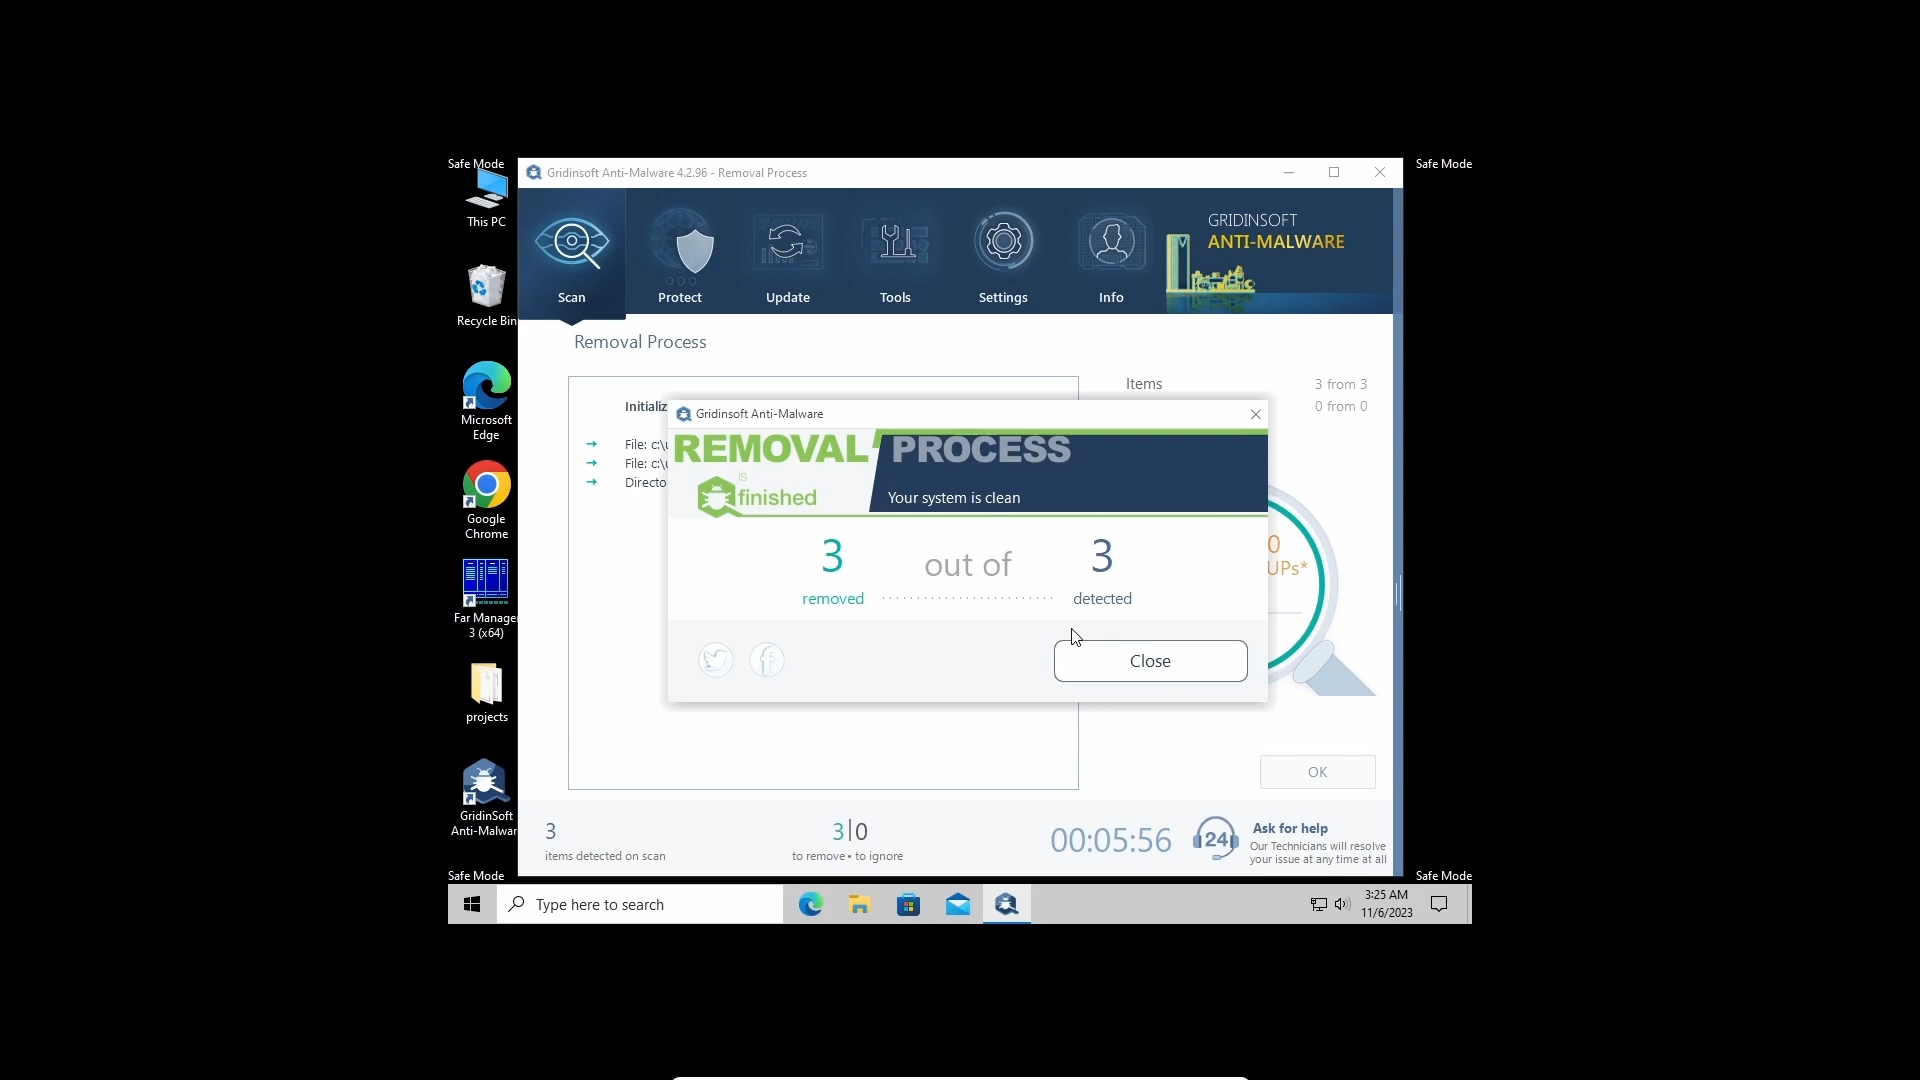 Safe Mode
Safe Mode
Gridinsoft Anti-Malware 4.2.96 - Removal Process
This PC
Recycle Bin
Microsoft
Edge
Google
Chrome
Far Manage
3 (x64)
projects
GridinSoft
Anti-Malwar
Scan
Protect
Update
Tools
Settings
Info
GRIDINSOFT
ANTI-MALWARE
Removal Process
Initializ
File: c:\u
File: c:\u
Directo
Items
3 from 3
0 from 0
Gridinsoft Anti-Malware
REMOVAL PROCESS
is
finished
Your system is clean
3 out of 3
removed
detected
Close
0
UPs*
OK
3
items detected on scan
3|0
to remove • to ignore
00:05:56
24
Ask for help
Our Technicians will resolve
your issue at any time at all
Safe Mode
Safe Mode
Type here to search
3:25 AM
11/6/2023